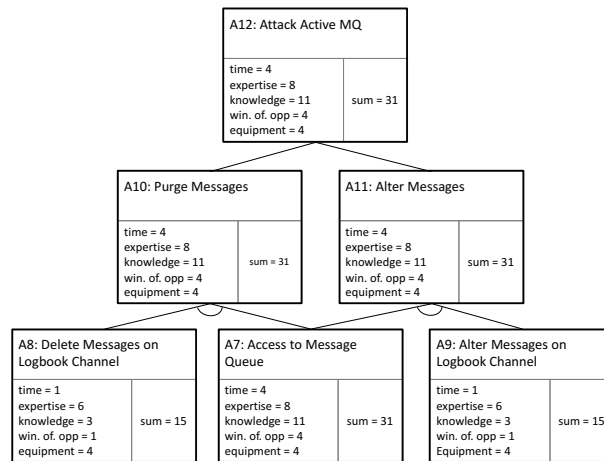 A12: Attack Active MQ
time = 4
expertise = 8
knowledge = 11
win. of. opp = 4
equipment = 4
sum = 31
A10: Purge Messages
time = 4
expertise = 8
knowledge = 11
win. of. opp = 4
equipment = 4
sum = 31
A11: Alter Messages
time = 4
expertise = 8
knowledge = 11
win. of. opp = 4
equipment = 4
sum = 31
A8: Delete Messages on
Logbook Channel
time = 1
expertise = 6
knowledge = 3
win. of. opp = 1
equipment = 4
sum = 15
A7: Access to Message
Queue
time = 4
expertise = 8
knowledge = 11
win. of. opp = 4
equipment = 4
sum = 31
A9: Alter Messages on
Logbook Channel
time = 1
expertise = 6
knowledge = 3
win. of. opp = 1
Equipment = 4
sum = 15